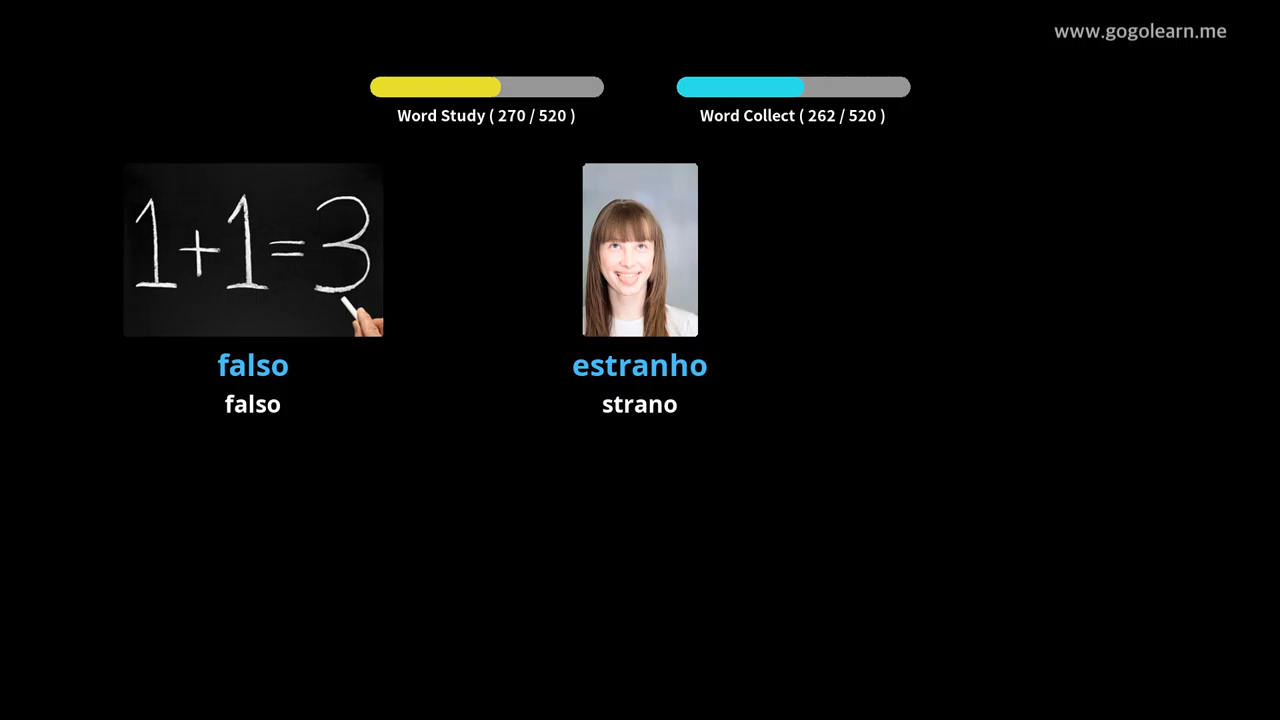 www.gogolearn.me
Word Study ( 270 / 520 )
Word Collect ( 262 / 520 )
1+1=3
falso
falso
estranho
strano